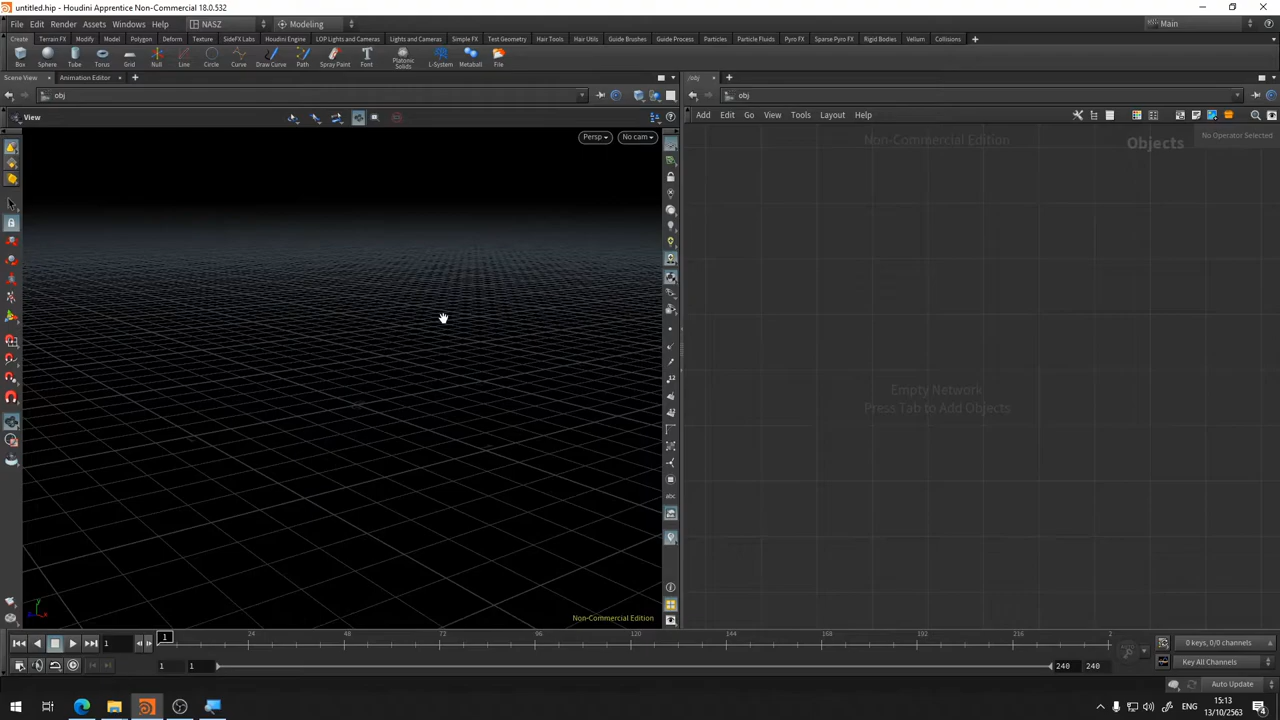 untitled.hip - Houdini Apprentice Non-Commercial 18.0.532
File Edit Render Assets Windows Help NASZ Modeling Main
Create Terrain FX Modify Model Polygon Deform Texture SideFX Labs Houdini Engine LOP Lights and Cameras Lights and Cameras Simple FX Test Geometry Hair Tools Hair Utils Guide Brushes Guide Process Particles Particle Fluids Pyro FX Sparse Pyro FX Rigid Bodies Vellum Collisions
Box Sphere Tube Torus Grid Null Line Circle Curve Draw Curve Path Spray Paint Font Platonic Solids L-System Metaball File
Scene View Animation Editor /obj
obj obj
View Add Edit Go View Tools Layout Help
Persp No cam Non-Commercial Edition Objects No Operator Selected
Empty Network
Press Tab to Add Objects
12
abc
Non-Commercial Edition
1 1 24 48 72 96 120 144 168 192 216 2 0 keys, 0/0 channels
1 1 240 240 Key All Channels
Auto Update
ENG 15:13
13/10/2563 4